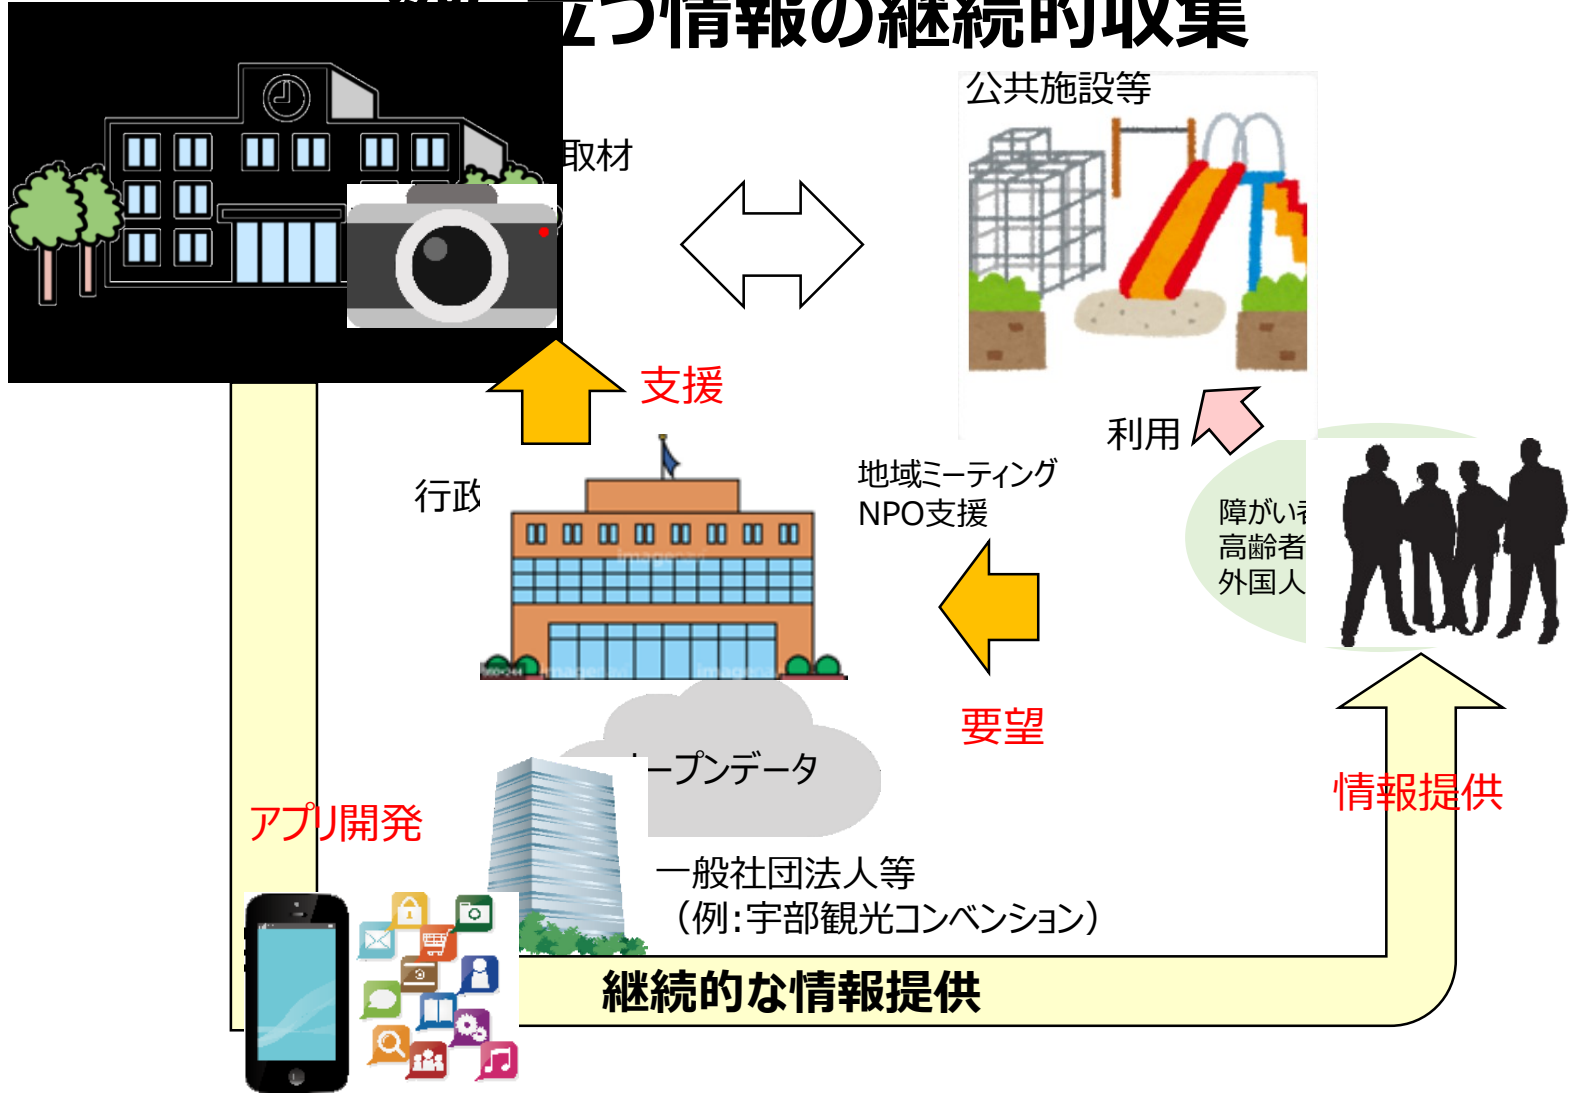 立つ情報の継続的収集
公共施設等
取材
支援
利用
行政
地域ミーティング
NPO支援
障がい者
高齢者
外国人
要望
ープンデータ
情報提供
アプリ開発
一般社団法人等
（例:宇部観光コンベンション）
継続的な情報提供